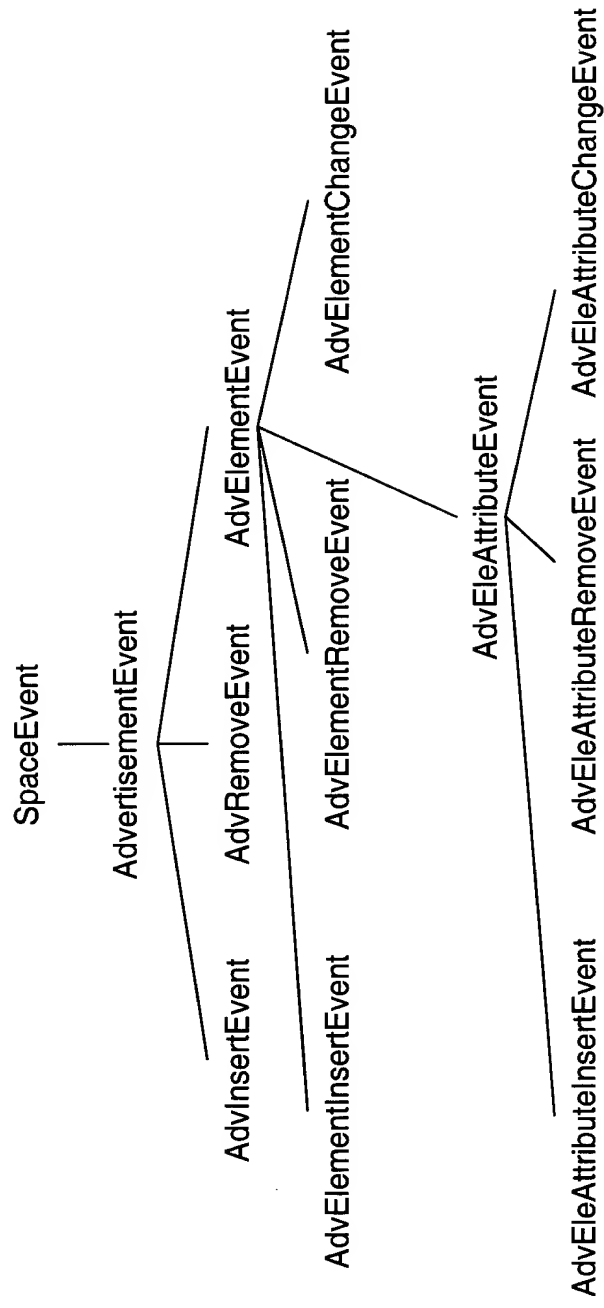 SpaceEvent
AdvertisementEvent
AdvInsertEvent
AdvRemoveEvent
AdvElementEvent
AdvElementInsertEvent
AdvElementRemoveEvent
AdvElementChangeEvent
AdvEleAttributeEvent
AdvEleAttributeInsertEvent
AdvEleAttributeRemoveEvent
AdvEleAttributeChangeEvent